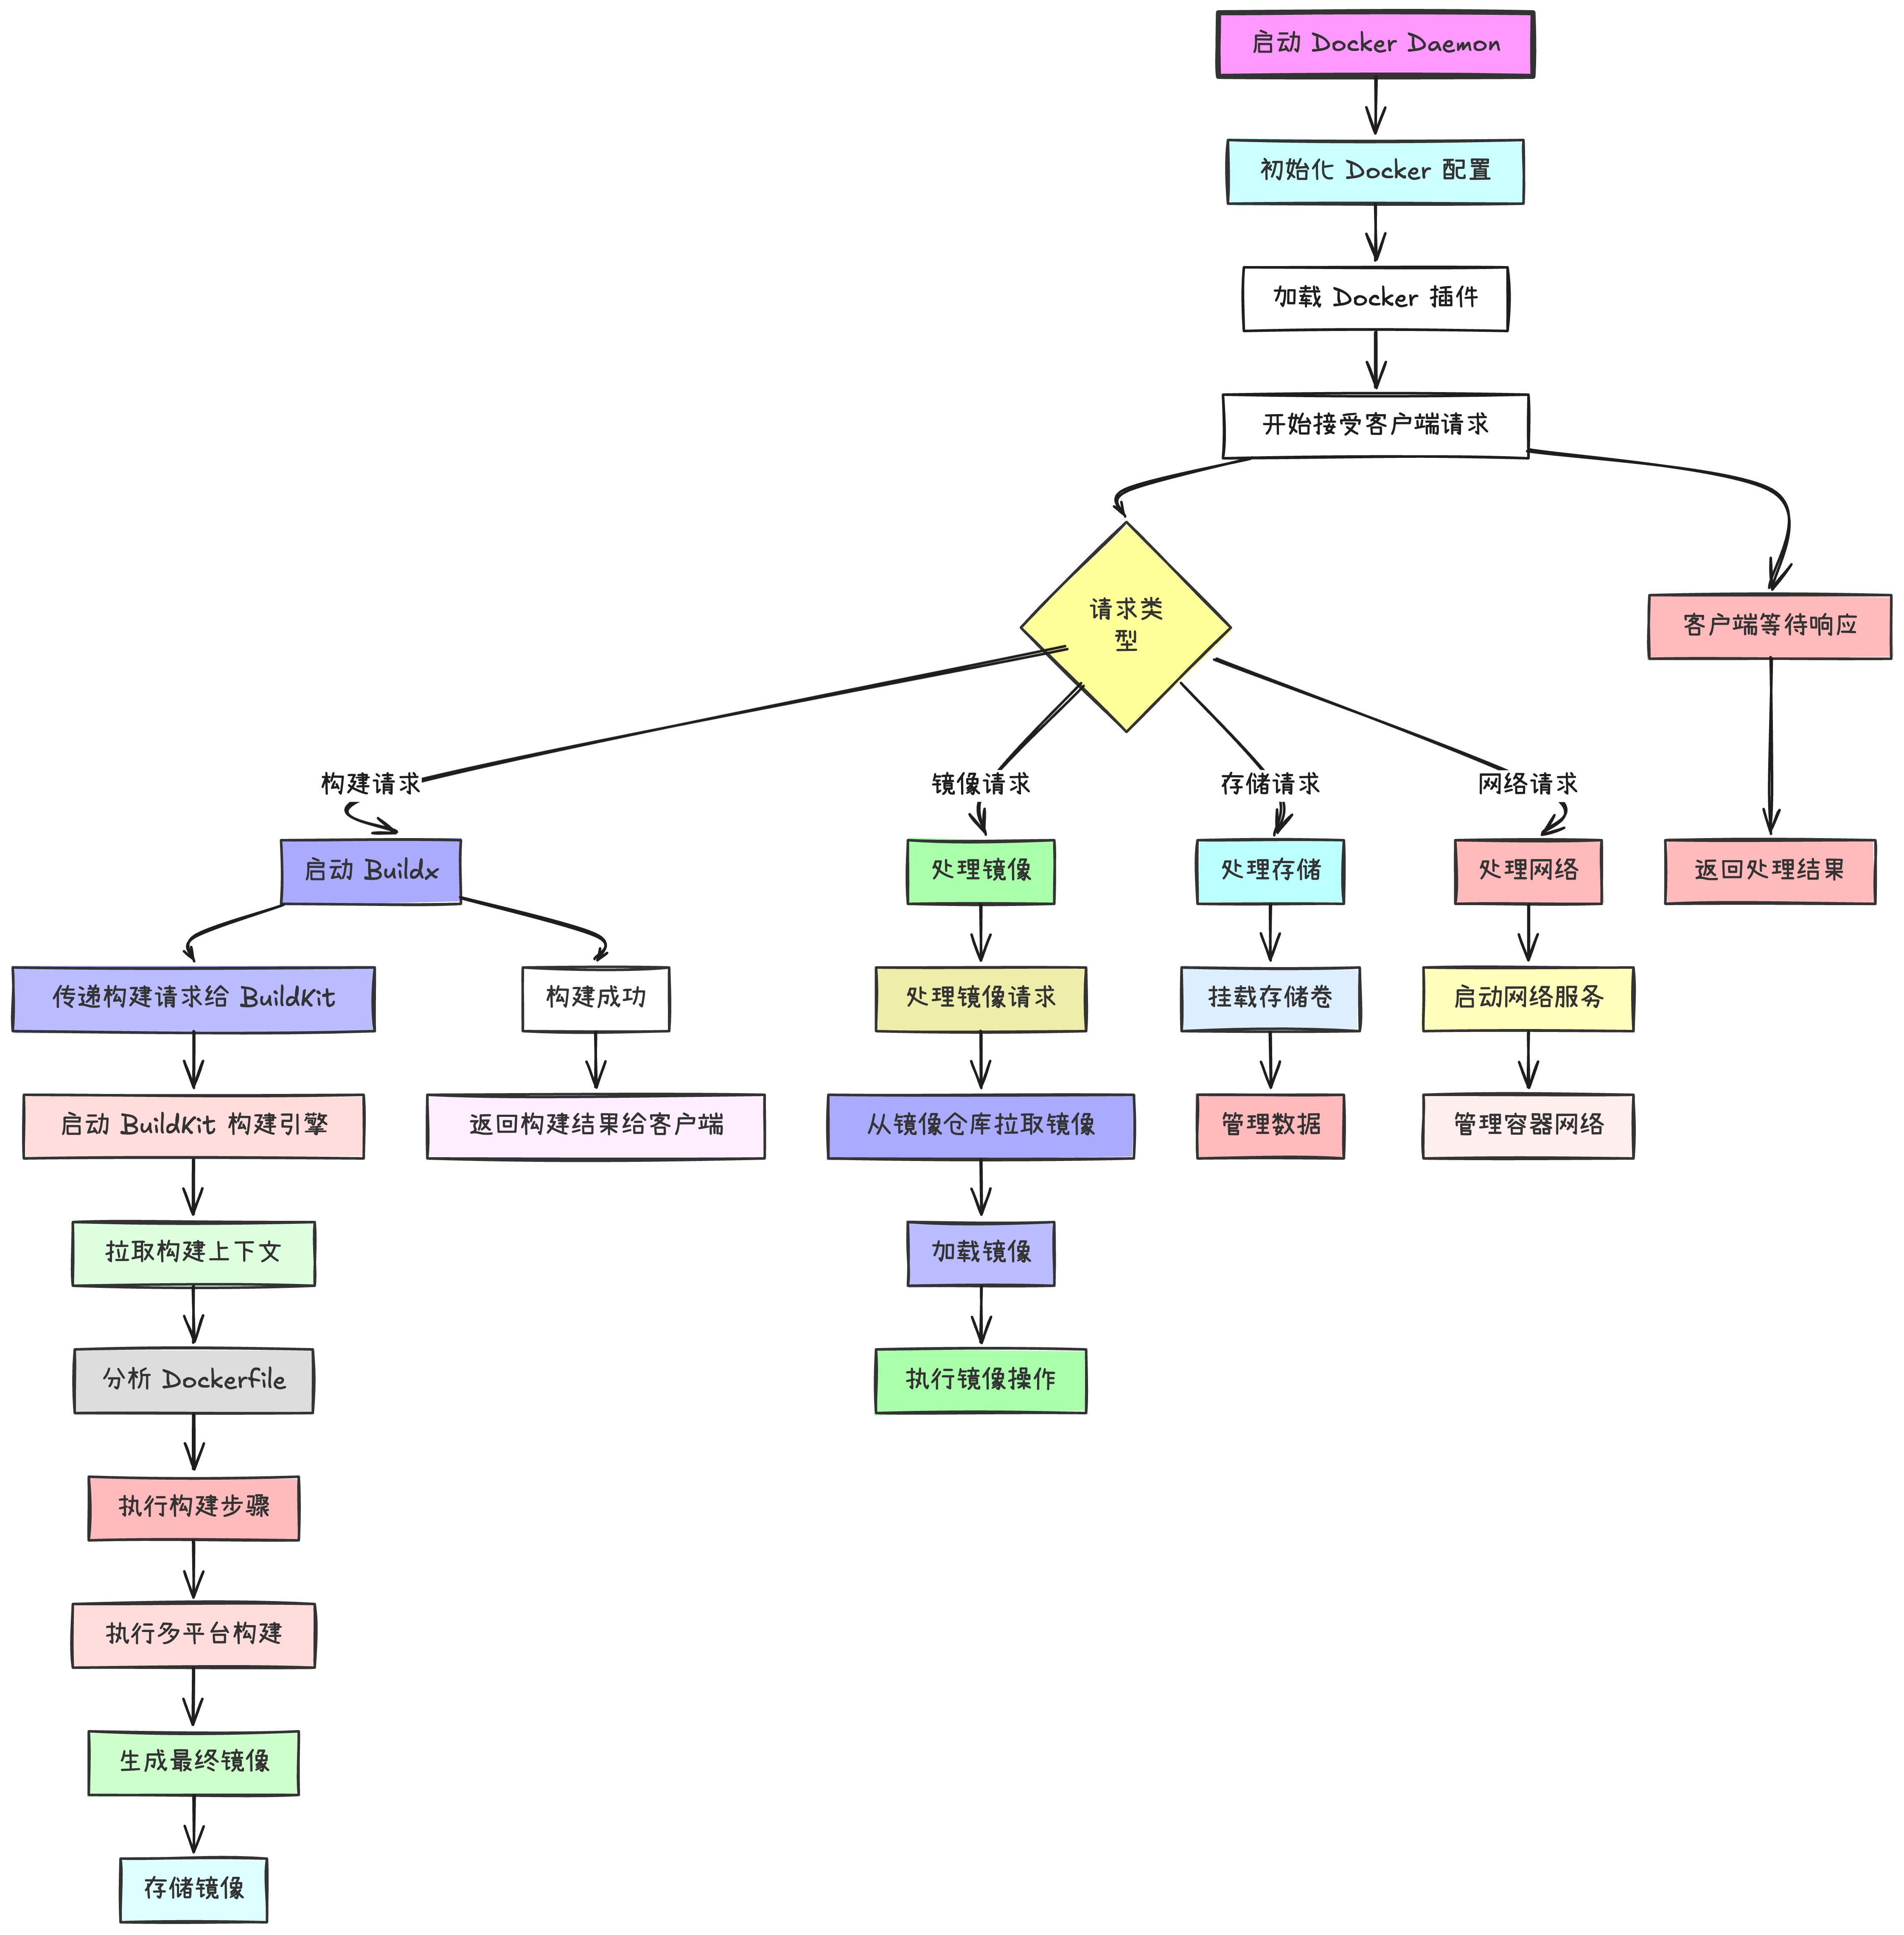 启动 Docker Daemon
初始化 Docker 配置
加载 Docker 插件
开始接受客户端请求
请求类
型
客户端等待响应
构建请求
镜像请求
存储请求
网络请求
启动 Buildx
处理镜像
处理存储
处理网络
返回处理结果
传递构建请求给 BuildKit
构建成功
处理镜像请求
挂载存储卷
启动网络服务
启动 BuildKit 构建引擎
返回构建结果给客户端
从镜像仓库拉取镜像
管理数据
管理容器网络
拉取构建上下文
加载镜像
分析 Dockerfile
执行镜像操作
执行构建步骤
执行多平台构建
生成最终镜像
存储镜像